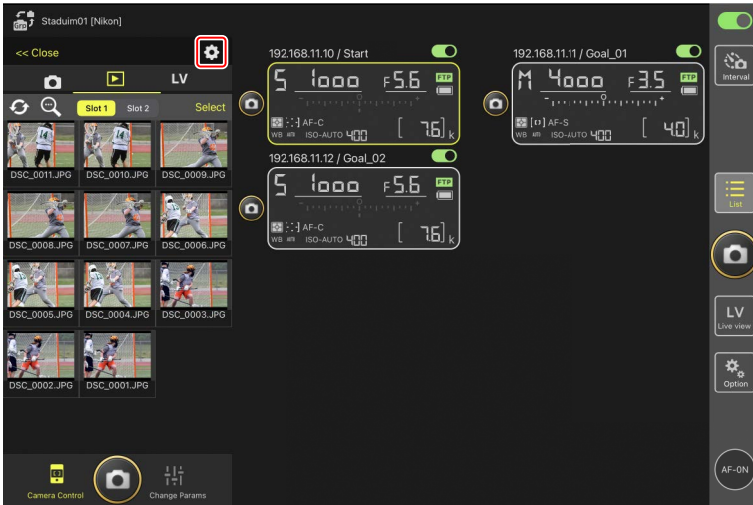 Grp Staduim01 [Nikon]
<< Close
LV
Slot 1 Slot 2 Select
DSC_0011.JPG DSC_0010.JPG DSC_0009.JPG
DSC_0008.JPG DSC_0007.JPG DSC_0006.JPG
DSC_0005.JPG DSC_0004.JPG DSC_0003.JPG
DSC_0002.JPG DSC_0001.JPG
Camera Control Change Params
192.168.11.10 / Start
S 1000 F5.6 FTP
AF-C
WB AUTO ISO-AUTO 400 [ 7.6] k
192.168.11.11 / Goal_01
M 4000 F3.5 FTP
AF-S
WB AUTO ISO-AUTO 400 [ 4.0] k
192.168.11.12 / Goal_02
S 1000 F5.6 FTP
AF-C
WB AUTO ISO-AUTO 400 [ 7.6] k
Interval
List
LV
Live view
Option
AF-ON